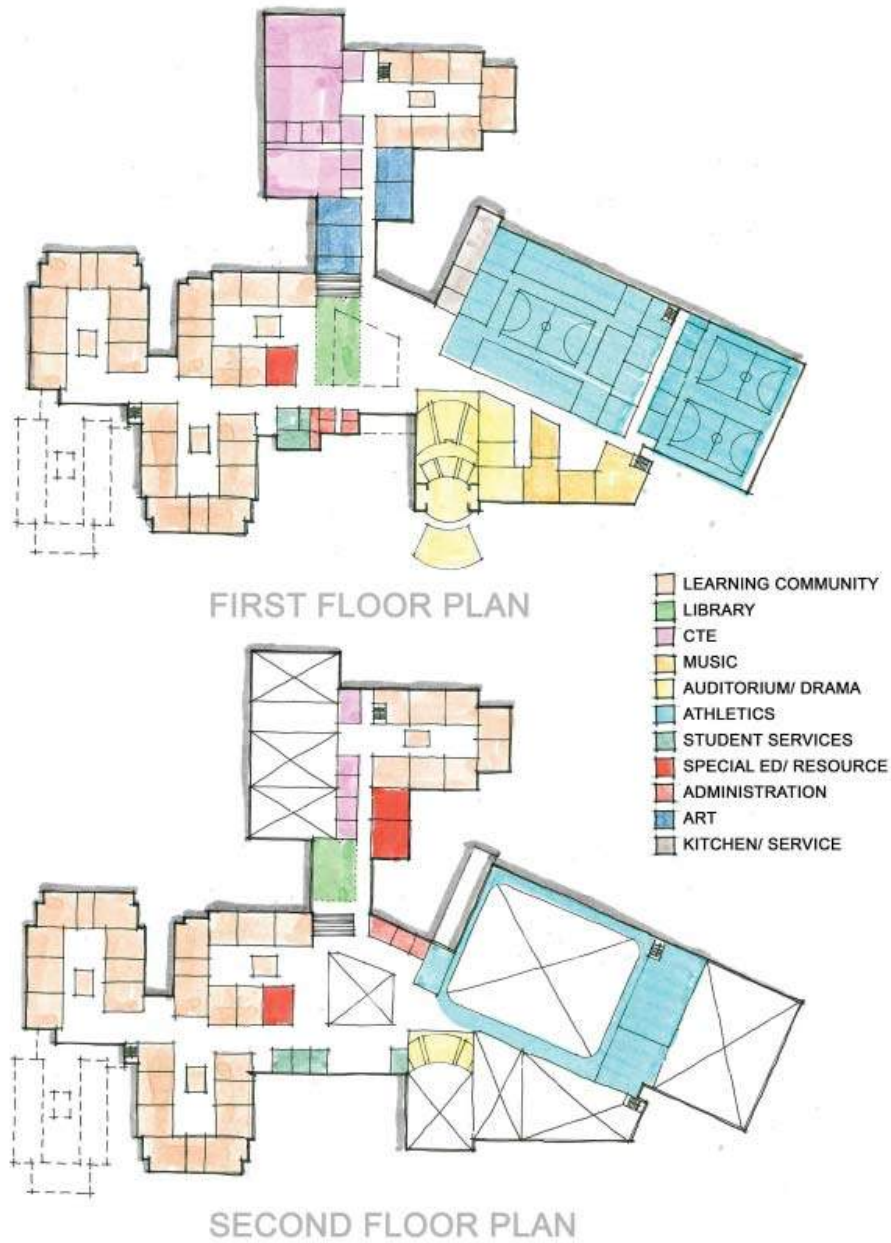 FIRST FLOOR PLAN
LEARNING COMMUNITY
LIBRARY
CTE
MUSIC
AUDITORIUM/ DRAMA
ATHLETICS
STUDENT SERVICES
SPECIAL ED/ RESOURCE
ADMINISTRATION
ART
KITCHEN/ SERVICE
SECOND FLOOR PLAN